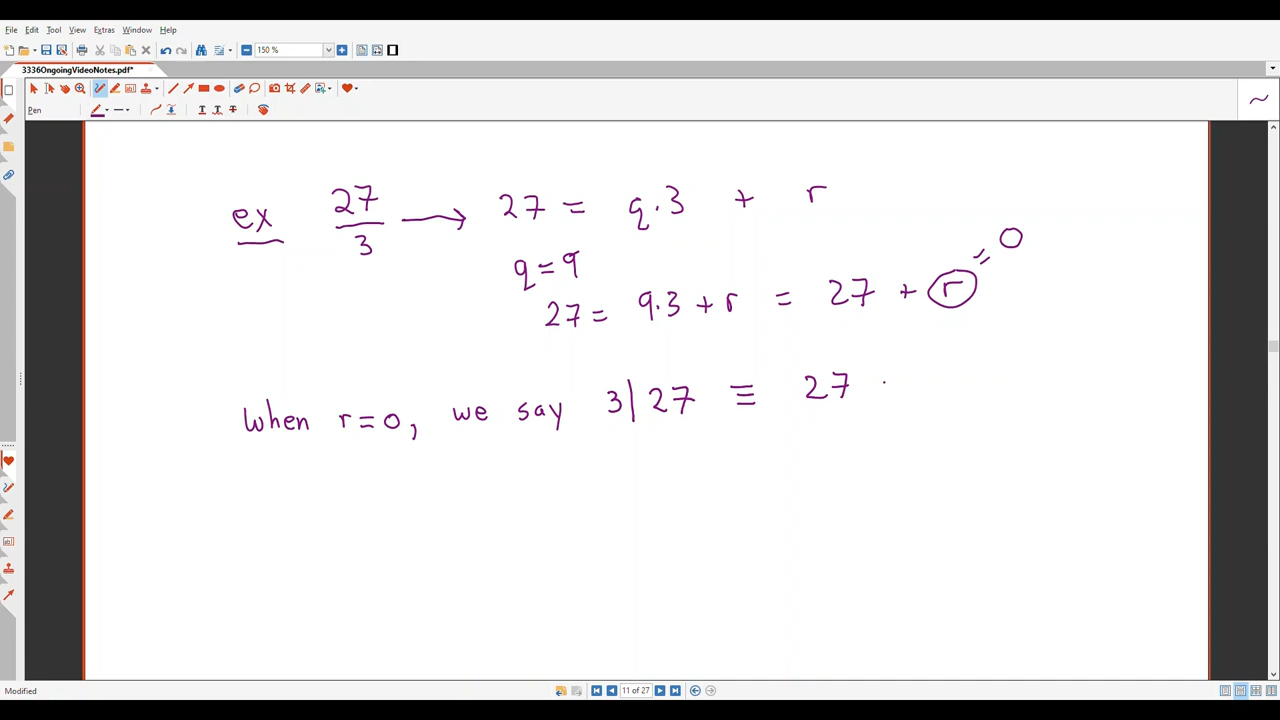 File Edit Tool View Extras Window Help
150 %
3336OngoingVideoNotes.pdf*
Pen
ex 27/3 → 27 = q·3 + r
q = 9
27 = 9·3 + r = 27 + r = 0
When r=0, we say 3|27 ≡ 27
Modified
11 of 27